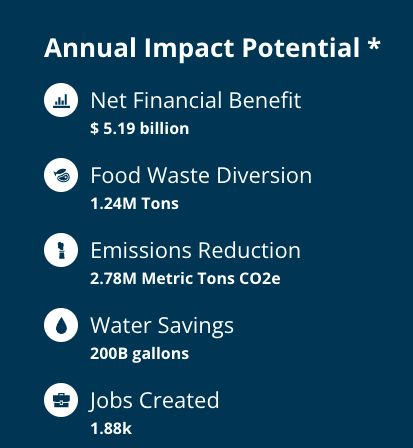 Annual Impact Potential *
Net Financial Benefit
$ 5.19 billion
Food Waste Diversion
1.24M Tons
Emissions Reduction
2.78M Metric Tons CO2e
Water Savings
200B gallons
Jobs Created
1.88k